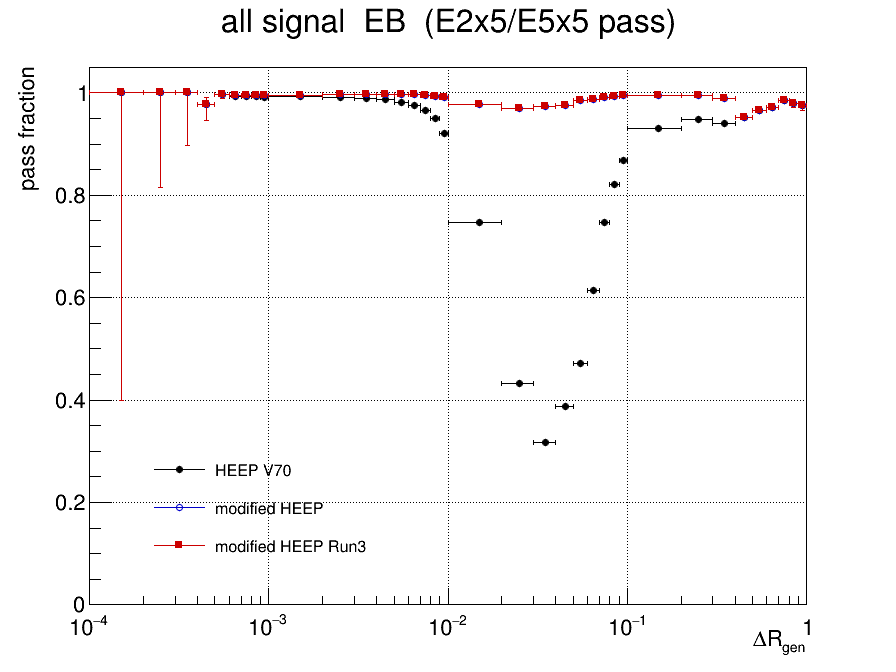 all signal EB (E2x5/E5x5 pass)
pass fraction
1
0.8
0.6
0.4
0.2
0
HEEP V70
modified HEEP
modified HEEP Run3
10−4 10−3 10−2 10−1 1
ΔRgen